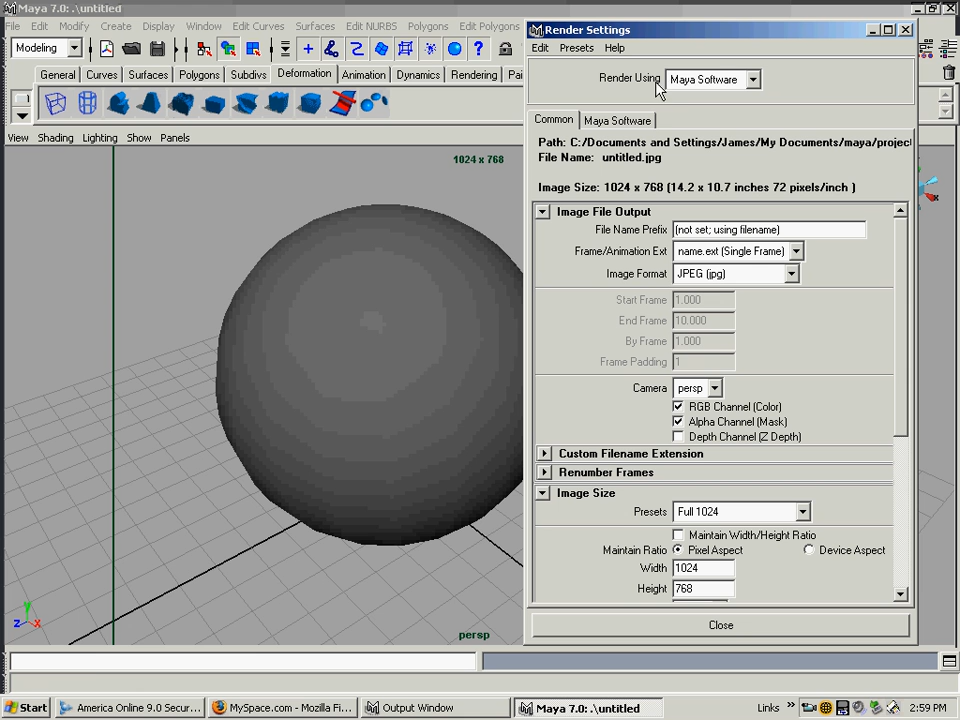 Maya 7.0: .\untitled
File Edit Modify Create Display Window Edit Curves Surfaces Edit NURBS Polygons Edit Polygons
Modeling
General Curves Surfaces Polygons Subdivs Deformation Animation Dynamics Rendering Pai
View Shading Lighting Show Panels
1024 x 768
persp
Render Settings
Edit Presets Help
Render Using Maya Software
Common Maya Software
Path: C:/Documents and Settings/James/My Documents/maya/project
File Name: untitled.jpg
Image Size: 1024 x 768 (14.2 x 10.7 inches 72 pixels/inch )
Image File Output
File Name Prefix (not set; using filename)
Frame/Animation Ext name.ext (Single Frame)
Image Format JPEG (jpg)
Start Frame 1.000
End Frame 10.000
By Frame 1.000
Frame Padding 1
Camera persp
RGB Channel (Color)
Alpha Channel (Mask)
Depth Channel (Z Depth)
Custom Filename Extension
Renumber Frames
Image Size
Presets Full 1024
Maintain Width/Height Ratio
Maintain Ratio Pixel Aspect Device Aspect
Width 1024
Height 768
Close
y
z x
Start America Online 9.0 Secur... MySpace.com - Mozilla Fi... Output Window Maya 7.0: .\untitled Links » 2:59 PM